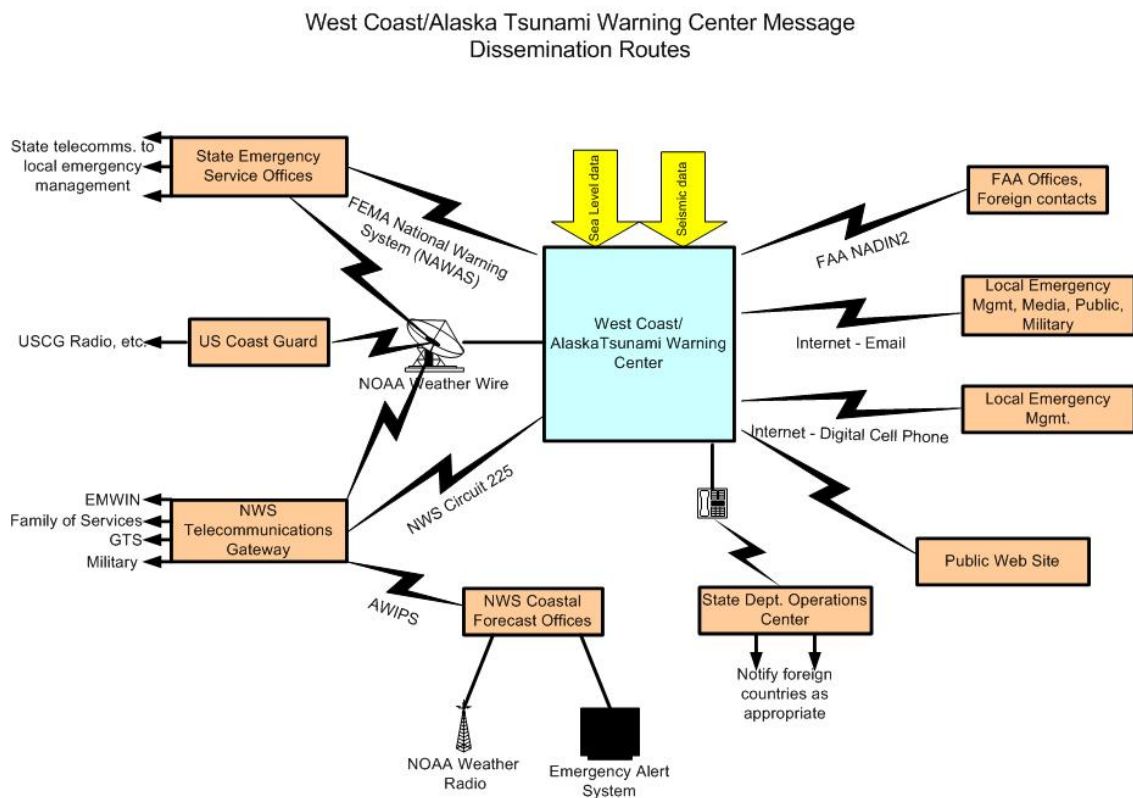 West Coast/Alaska Tsunami Warning Center Message
Dissemination Routes
State telecomms. to
local emergency
management
State Emergency
Service Offices
FEMA National Warning
System (NAWAS)
Sea Level data
Seismic data
FAA Offices,
Foreign contacts
FAA NADIN2
Local Emergency
Mgmt, Media, Public,
Military
Internet - Email
USCG Radio, etc.
US Coast Guard
NOAA Weather Wire
West Coast/
AlaskaTsunami Warning
Center
Local Emergency
Mgmt.
Internet - Digital Cell Phone
NWS Circuit 225
EMWIN
Family of Services
GTS
Military
NWS
Telecommunications
Gateway
AWIPS
NWS Coastal
Forecast Offices
Public Web Site
State Dept. Operations
Center
Notify foreign
countries as
appropriate
NOAA Weather
Radio
Emergency Alert
System